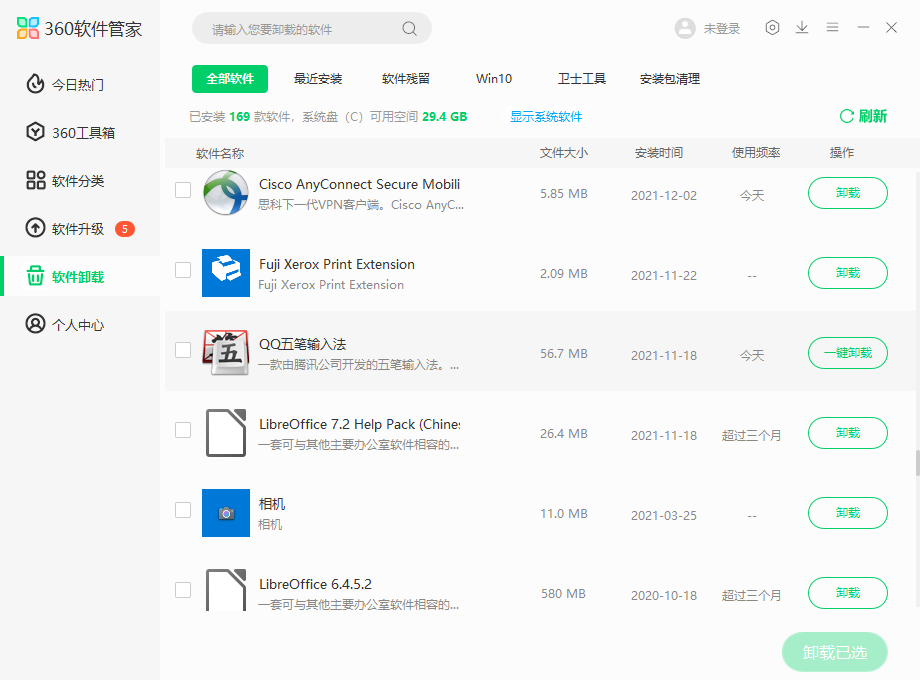 360软件管家
请输入您要卸载的软件
未登录
今日热门
360工具箱
软件分类
软件升级 5
软件卸载
个人中心
全部软件 最近安装 软件残留 Win10 卫士工具 安装包清理
已安装 169 款软件，系统盘（C）可用空间 29.4 GB 显示系统软件 刷新
软件名称 文件大小 安装时间 使用频率 操作
Cisco AnyConnect Secure Mobili
思科下一代VPN客户端。Cisco AnyC...
5.85 MB 2021-12-02 今天 卸载
Fuji Xerox Print Extension
Fuji Xerox Print Extension
2.09 MB 2021-11-22 -- 卸载
五
QQ五笔输入法
一款由腾讯公司开发的五笔输入法。...
56.7 MB 2021-11-18 今天 一键卸载
LibreOffice 7.2 Help Pack (Chines
一套可与其他主要办公室软件相容的...
26.4 MB 2021-11-18 超过三个月 卸载
相机
相机
11.0 MB 2021-03-25 -- 卸载
LibreOffice 6.4.5.2
一套可与其他主要办公室软件相容的...
580 MB 2020-10-18 超过三个月 卸载
卸载已选